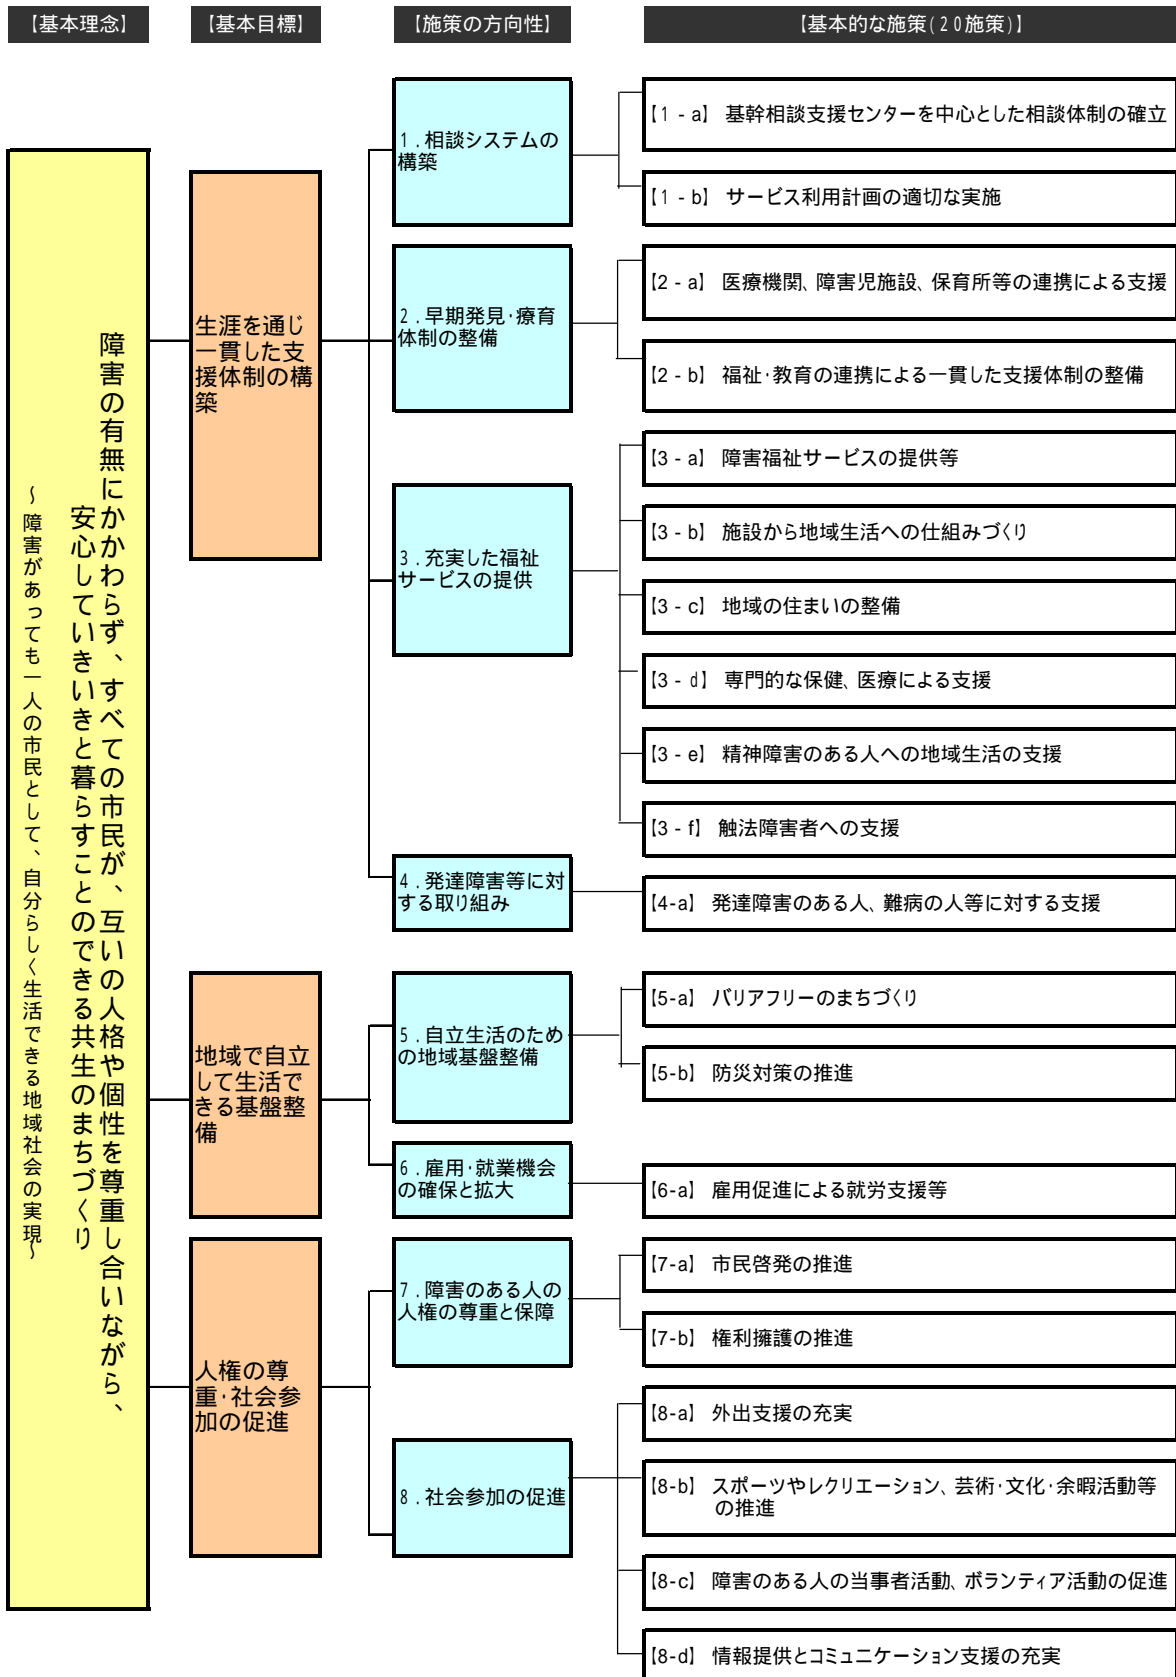 【基本理念】
【基本目標】
【施策の方向性】
【基本的な施策(20施策)】
障害の有無にかかわらず、すべての市民が、互いの人格や個性を尊重し合いながら、
安心していきいきと暮らすことのできる共生のまちづくり
～障害があっても一人の市民として、自分らしく生活できる地域社会の実現～
生涯を通じ
一貫した支
援体制の構
築
1.相談システムの
構築
【1-a】 基幹相談支援センターを中心とした相談体制の確立
【1-b】 サービス利用計画の適切な実施
2.早期発見・療育
体制の整備
【2-a】 医療機関、障害児施設、保育所等の連携による支援
【2-b】 福祉・教育の連携による一貫した支援体制の整備
3.充実した福祉
サービスの提供
【3-a】 障害福祉サービスの提供等
【3-b】 施設から地域生活への仕組みづくり
【3-c】 地域の住まいの整備
【3-d】 専門的な保健、医療による支援
【3-e】 精神障害のある人への地域生活の支援
【3-f】 触法障害者への支援
4.発達障害等に対
する取り組み
【4-a】 発達障害のある人、難病の人等に対する支援
地域で自立
して生活で
きる基盤整
備
5.自立生活のため
の地域基盤整備
【5-a】 バリアフリーのまちづくり
【5-b】 防災対策の推進
6.雇用・就業機会
の確保と拡大
【6-a】 雇用促進による就労支援等
人権の尊
重・社会参
加の促進
7.障害のある人の
人権の尊重と保障
【7-a】 市民啓発の推進
【7-b】 権利擁護の推進
8.社会参加の促進
【8-a】 外出支援の充実
【8-b】 スポーツやレクリエーション、芸術・文化・余暇活動等
の推進
【8-c】 障害のある人の当事者活動、ボランティア活動の促進
【8-d】 情報提供とコミュニケーション支援の充実